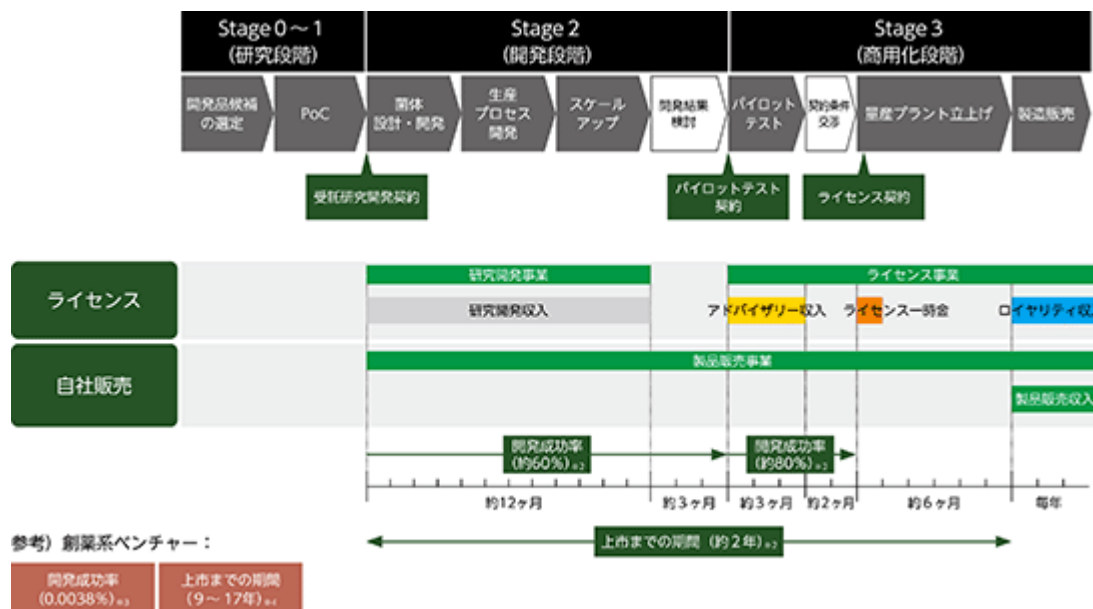 Stage 0～1
(研究段階)
Stage 2
(開発段階)
Stage 3
(商用化段階)
開発品候補
の選定
PoC
菌体
設計・開発
生産
プロセス
開発
スケール
アップ
開発結果
検討
パイロット
テスト
契約条件
交渉
量産プラント立上げ
製造販売
受託研究開発契約
パイロットテスト
契約
ライセンス契約
ライセンス
研究開発事業
ライセンス事業
研究開発収入
アドバイザリー収入
ライセンス一時金
ロイヤリティ収
自社販売
製品販売事業
製品販売収入
開発成功率
(約60%)※2
開発成功率
(約80%)※2
約12ヶ月
約3ヶ月
約3ヶ月
約2ヶ月
約6ヶ月
毎年
上市までの期間（約2年）※2
参考）創薬系ベンチャー：
開発成功率
(0.0038%)※3
上市までの期間
(9～17年)※4